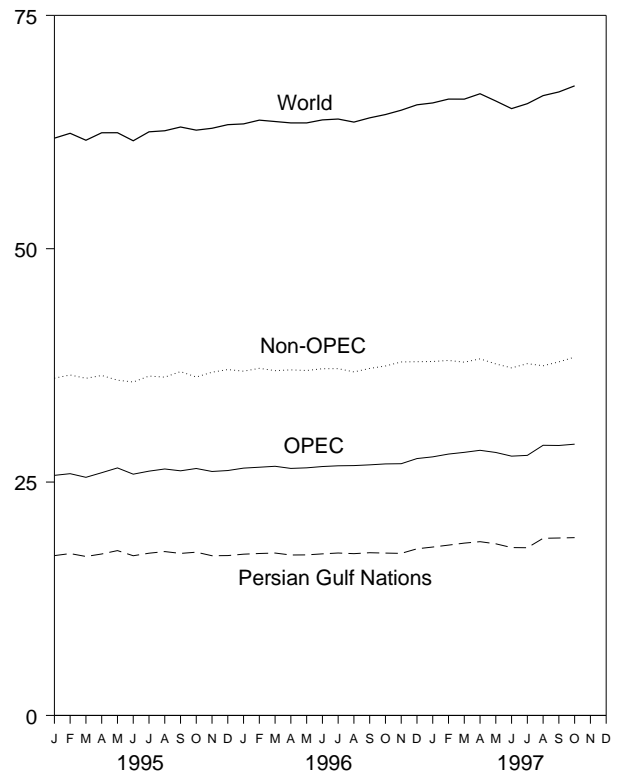 75
World
50
Non-OPEC
OPEC
25
Persian Gulf Nations
0
J F M A M J J A S O N D J F M A M J J A S O N D J F M A M J J A S O N D
1995 1996 1997